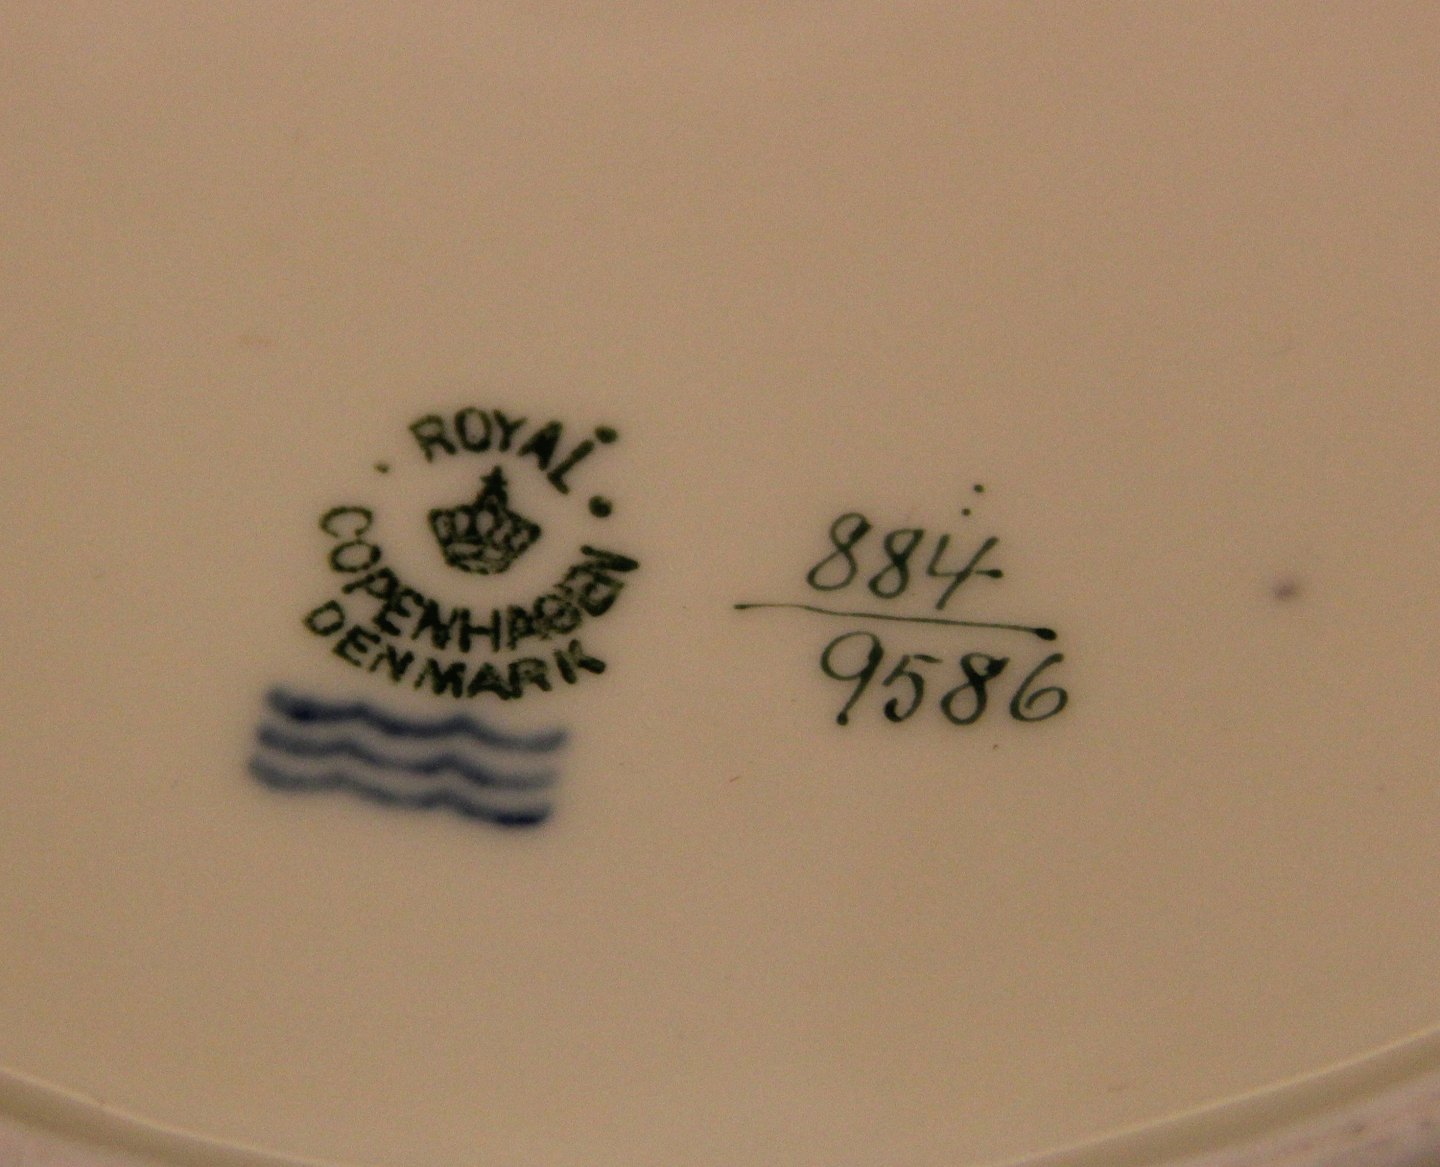 ROYAL
COPENHAGEN
DENMARK
884
9586